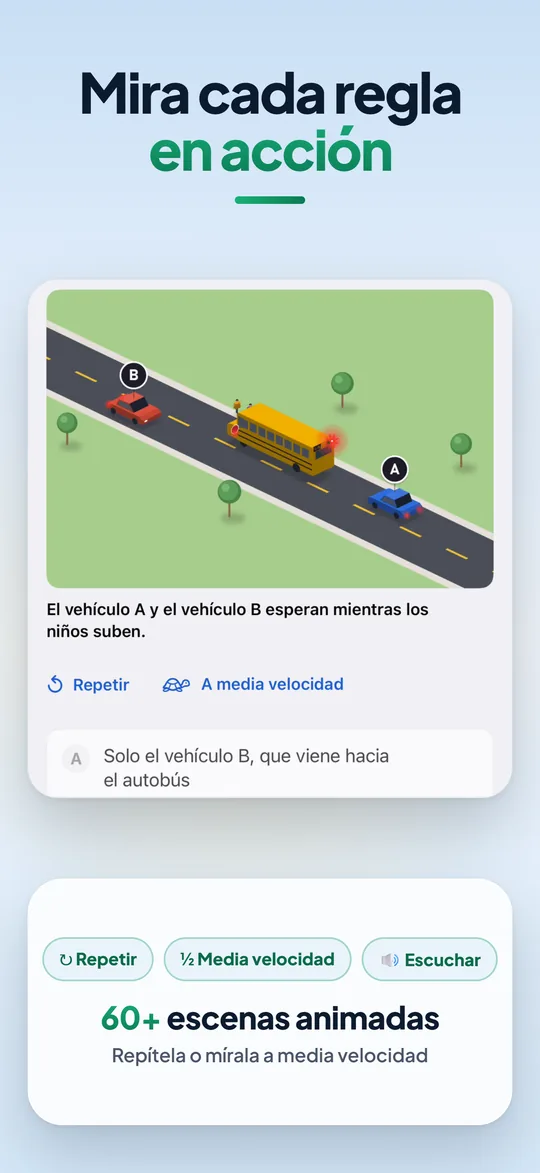 Mira cada regla
en acción
B
A
El vehículo A y el vehículo B esperan mientras los
niños suben.
Repetir
A media velocidad
A
Solo el vehículo B, que viene hacia
el autobús
↻ Repetir
½ Media velocidad
Escuchar
60+ escenas animadas
Repítela o mírala a media velocidad